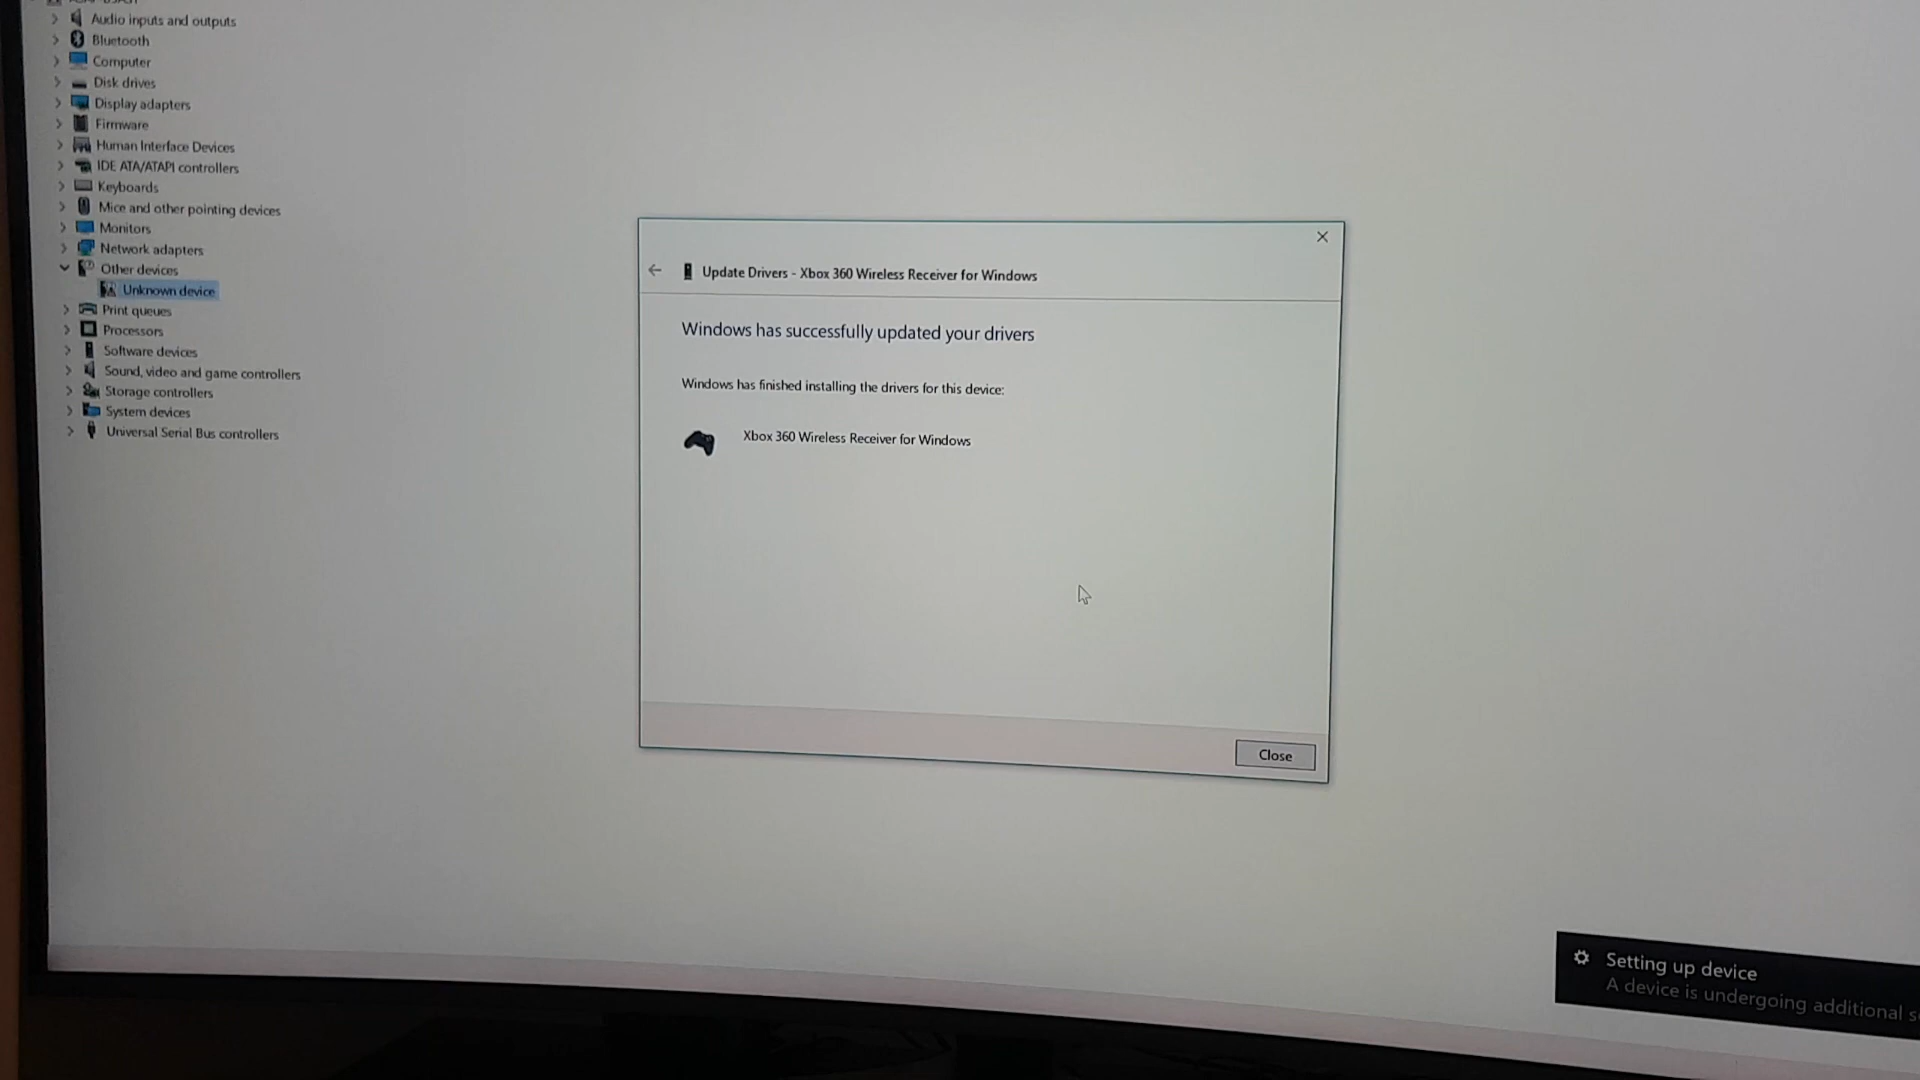 Audio inputs and outputs
Bluetooth
Computer
Disk drives
Display adapters
Firmware
Human Interface Devices
IDE ATA/ATAPI controllers
Keyboards
Mice and other pointing devices
Monitors
Network adapters
Other devices
Unknown device
Print queues
Processors
Software devices
Sound, video and game controllers
Storage controllers
System devices
Universal Serial Bus controllers
Update Drivers - Xbox 360 Wireless Receiver for Windows
Windows has successfully updated your drivers
Windows has finished installing the drivers for this device:
Xbox 360 Wireless Receiver for Windows
Close
Setting up device
A device is undergoing additional